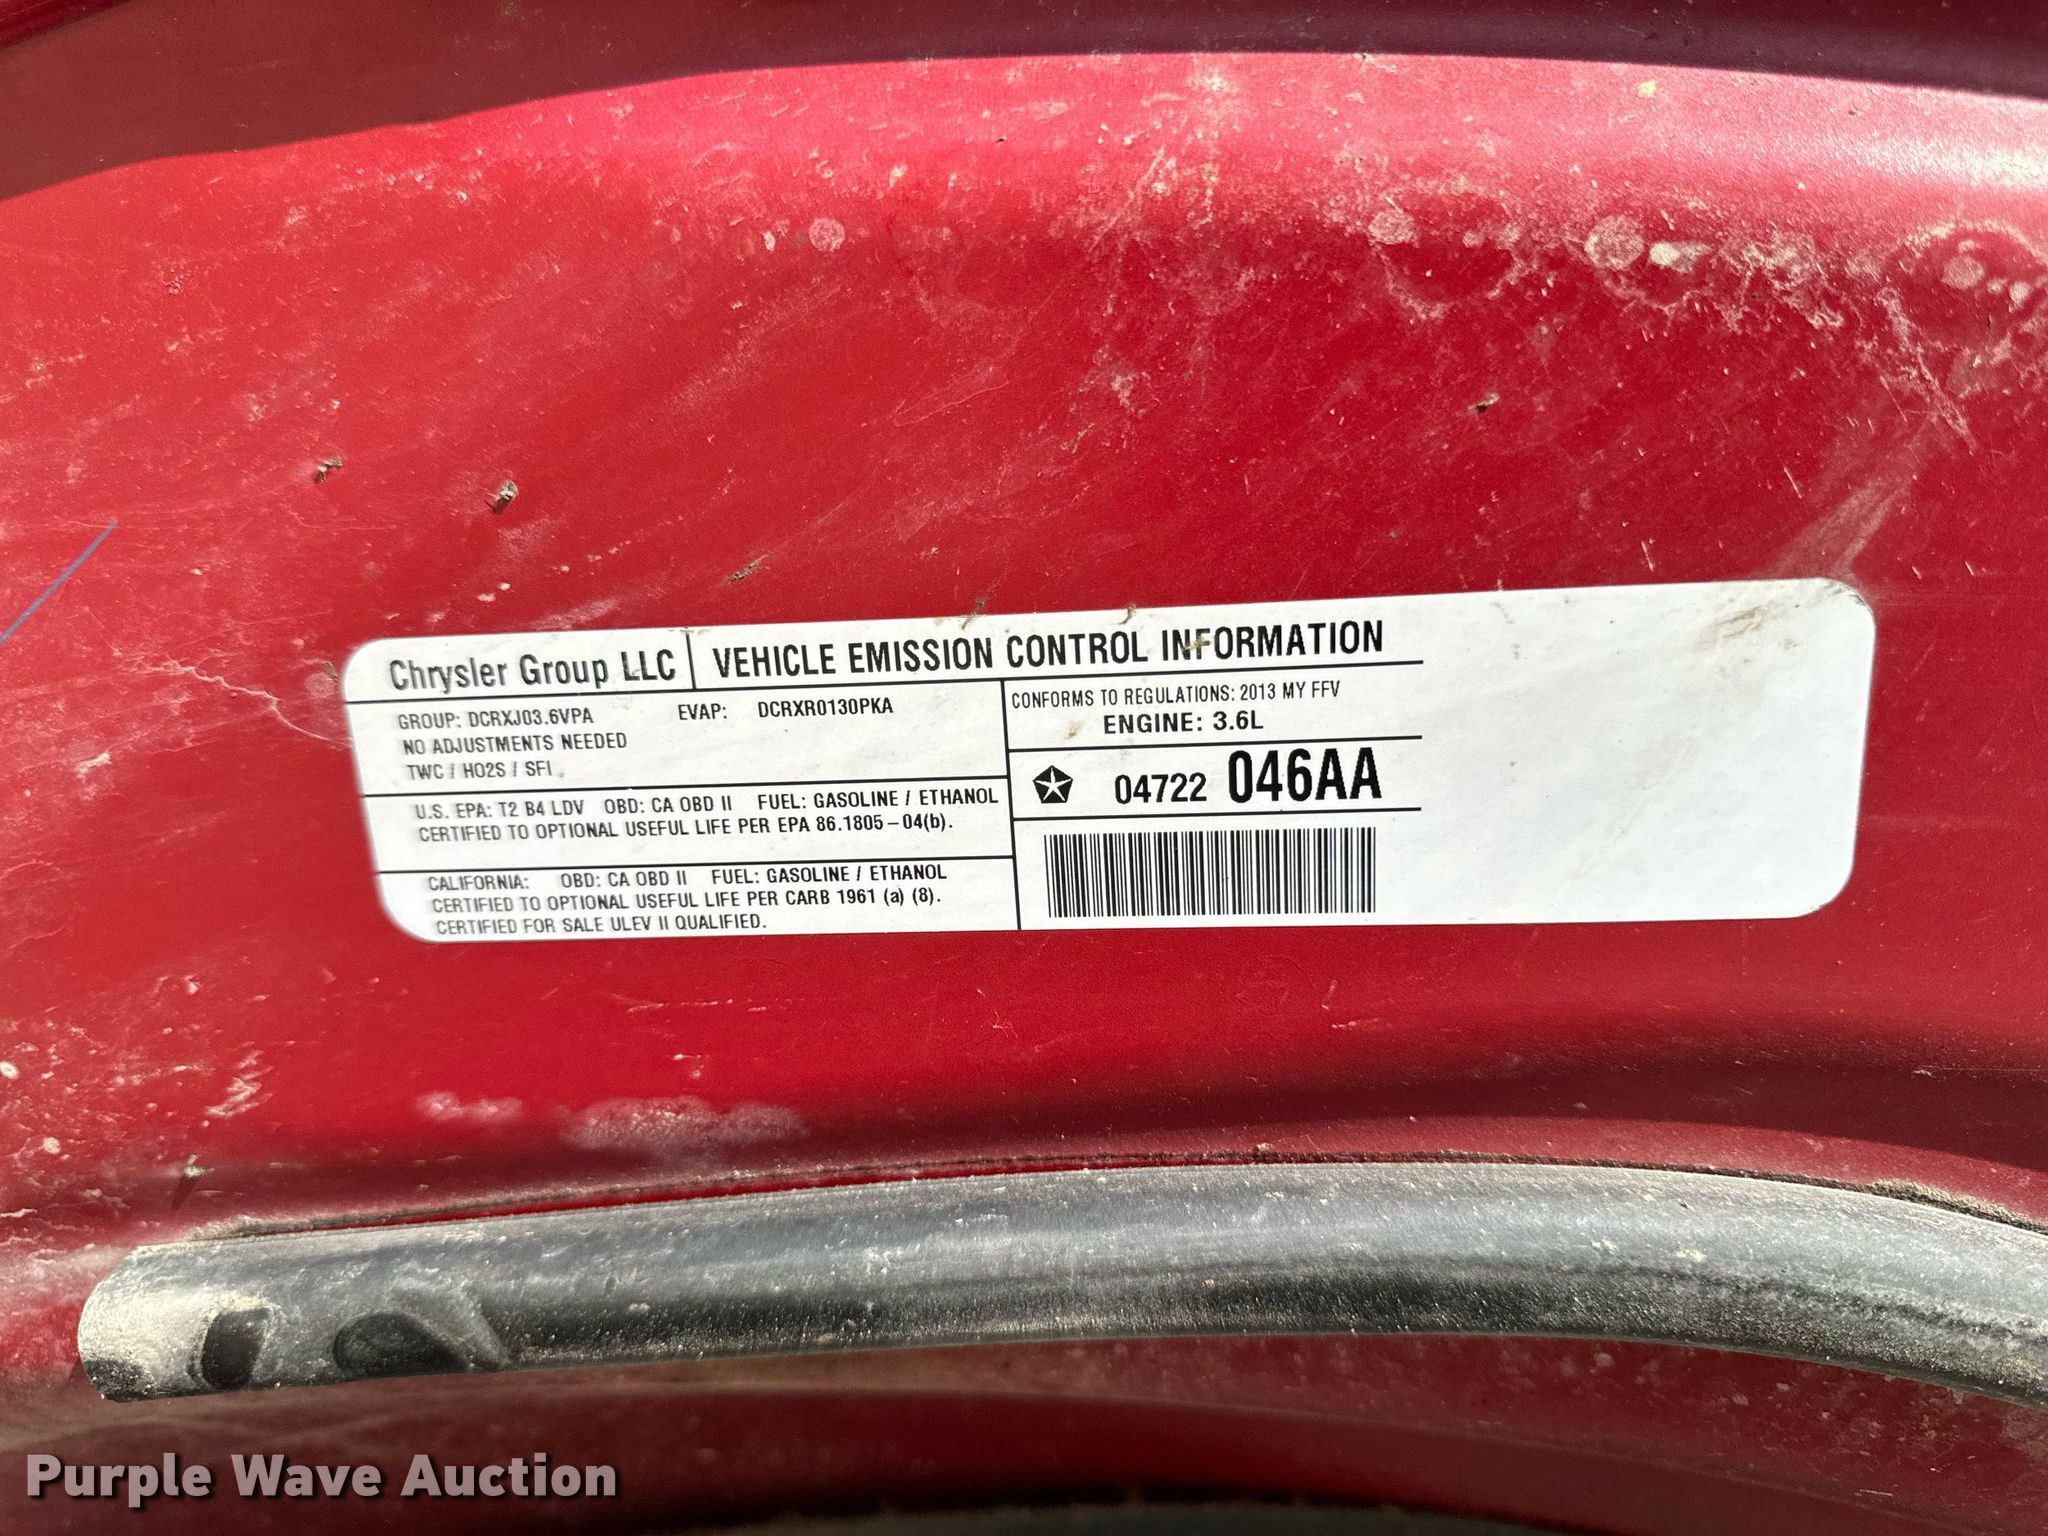 Chrysler Group LLC VEHICLE EMISSION CONTROL INFORMATION
GROUP: DCRXJ03.6VPA EVAP: DCRXR0130PKA
NO ADJUSTMENTS NEEDED
TWC / HO2S / SFI
U.S. EPA: T2 B4 LDV OBD: CA OBD II FUEL: GASOLINE / ETHANOL
CERTIFIED TO OPTIONAL USEFUL LIFE PER EPA 86.1805-04(b).
CALIFORNIA: OBD: CA OBD II FUEL: GASOLINE / ETHANOL
CERTIFIED TO OPTIONAL USEFUL LIFE PER CARB 1961 (a) (8).
CERTIFIED FOR SALE ULEV II QUALIFIED.
CONFORMS TO REGULATIONS: 2013 MY FFV
ENGINE: 3.6L
04722 046AA
Purple Wave Auction